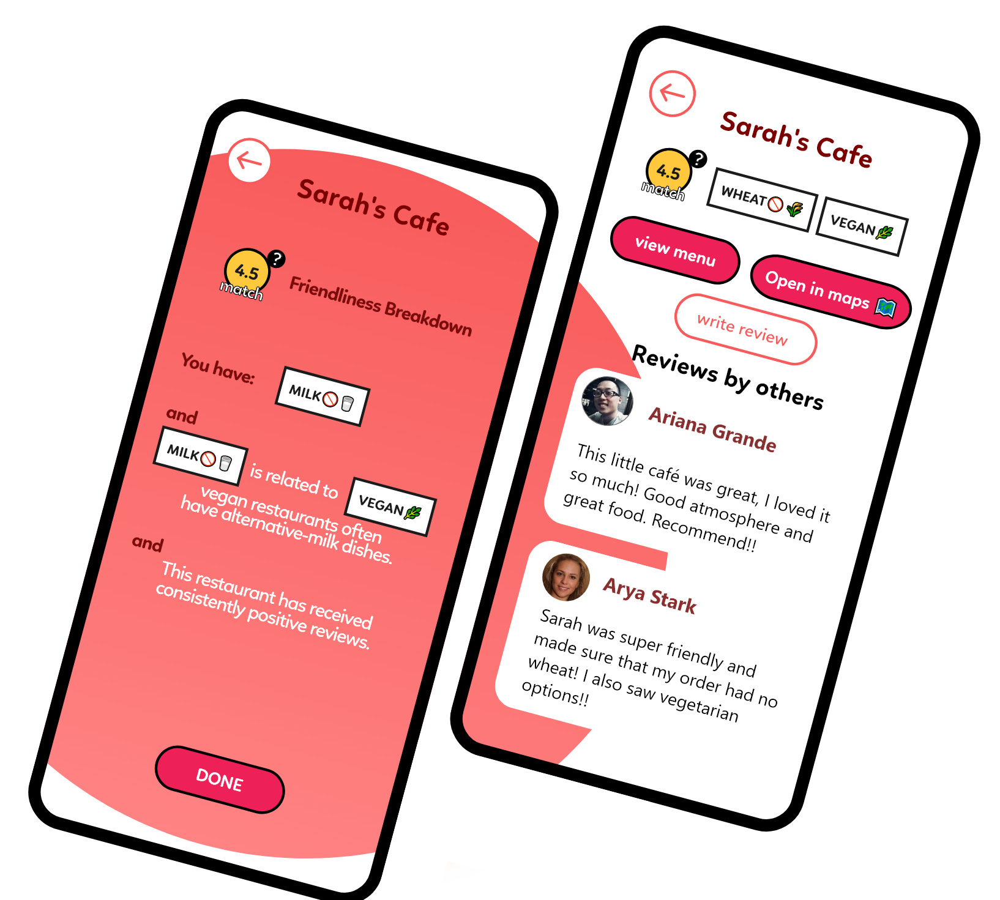 Sarah's Cafe
4.5
?
match
Friendliness Breakdown
You have:
MILK🚫🥛
and
MILK🚫🥛
is related to
VEGAN🌿
vegan restaurants often
have alternative-milk dishes.
and
This restaurant has received
consistently positive reviews.
DONE
Sarah's Cafe
4.5
?
match
WHEAT🚫🌾
VEGAN🌿
view menu
Open in maps 🗺️
write review
Reviews by others
Ariana Grande
This little café was great, I loved it
so much! Good atmosphere and
great food. Recommend!!
Arya Stark
Sarah was super friendly and
made sure that my order had no
wheat! I also saw vegetarian
options!!